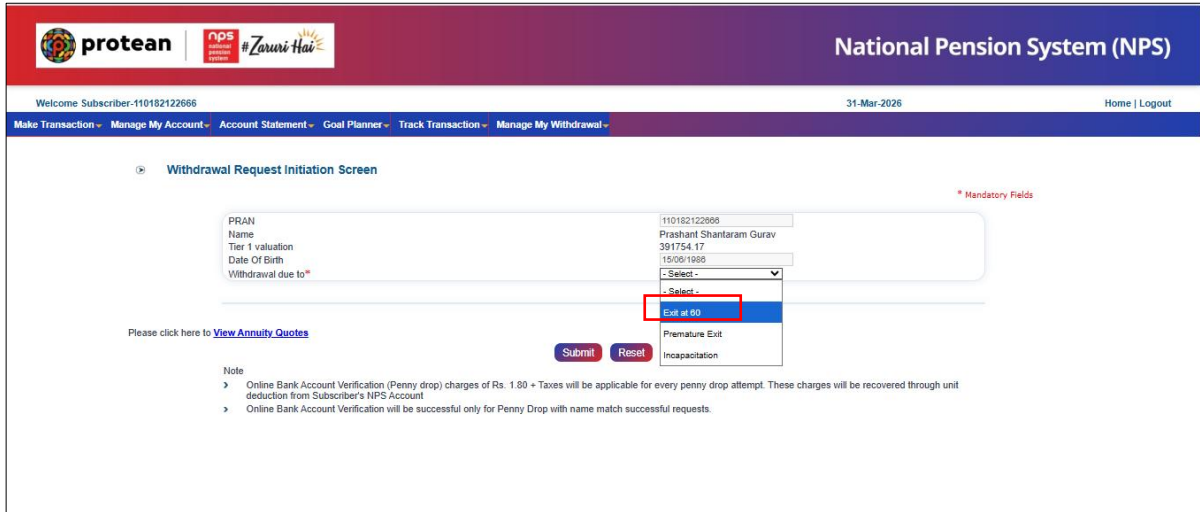 protean
nps
national
pension
system
#Zaruri Hai
National Pension System (NPS)
Welcome Subscriber-110182122666
31-Mar-2026
Home | Logout
Make Transaction Manage My Account Account Statement Goal Planner Track Transaction Manage My Withdrawal
Withdrawal Request Initiation Screen
* Mandatory Fields
PRAN 110182122666
Name Prashant Shantaram Gurav
Tier 1 valuation 391754.17
Date Of Birth 15/06/1986
Withdrawal due to* - Select -
- Select -
Exit at 60
Premature Exit
Incapacitation
Please click here to View Annuity Quotes
Submit Reset
Note
Online Bank Account Verification (Penny drop) charges of Rs. 1.80 + Taxes will be applicable for every penny drop attempt. These charges will be recovered through unit
deduction from Subscriber's NPS Account
Online Bank Account Verification will be successful only for Penny Drop with name match successful requests.